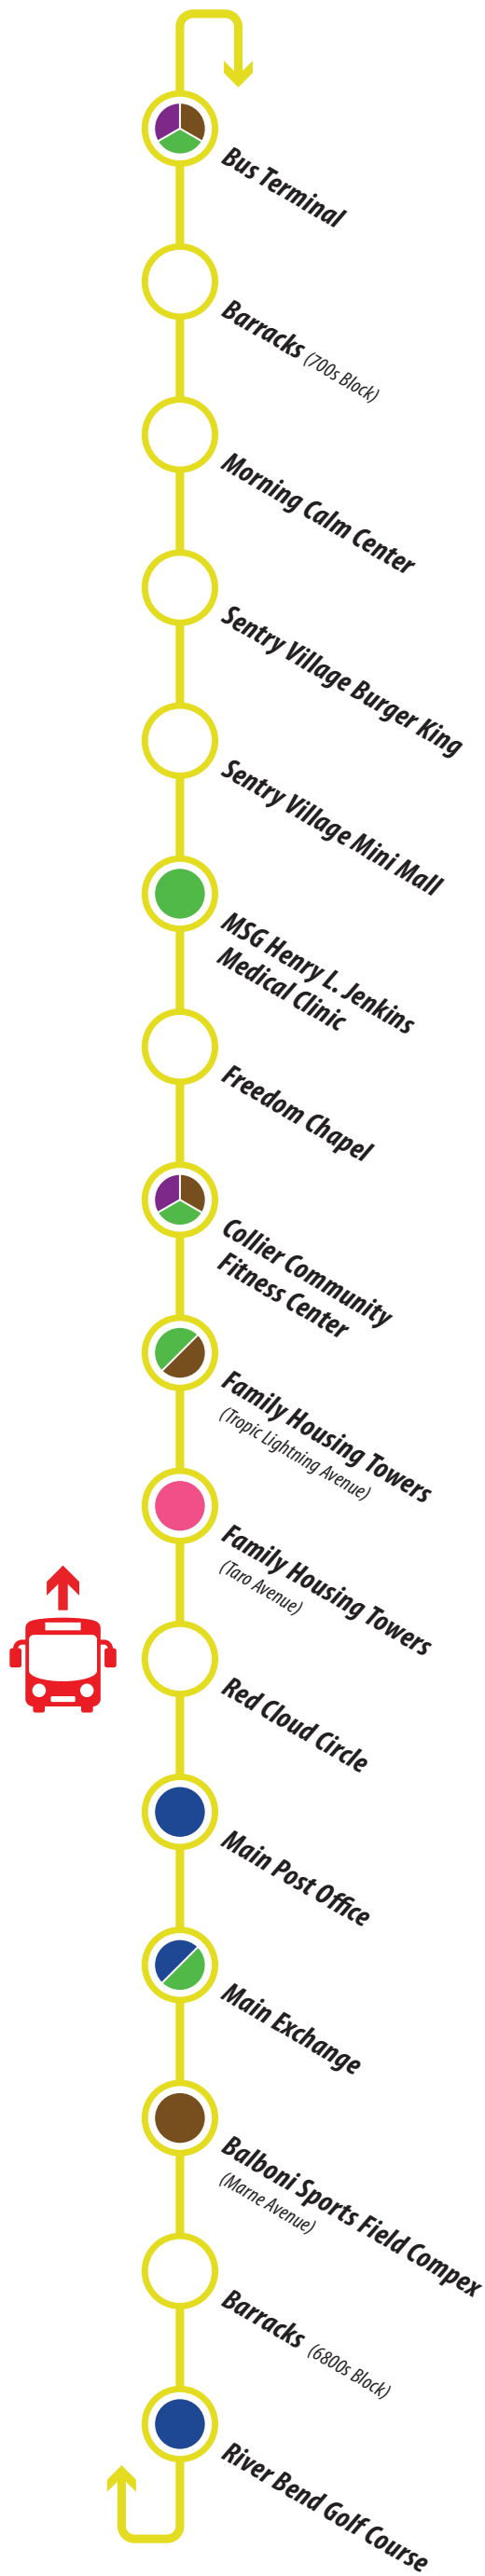 Bus Terminal
Barracks (700s Block)
Morning Calm Center
Sentry Village Burger King
Sentry Village Mini Mall
MSG Henry L. Jenkins
Medical Clinic
Freedom Chapel
Collier Community
Fitness Center
Family Housing Towers
(Tropic Lightning Avenue)
Family Housing Towers
(Taro Avenue)
Red Cloud Circle
Main Post Office
Main Exchange
Balboni Sports Field Compex
(Marne Avenue)
Barracks (6800s Block)
River Bend Golf Course